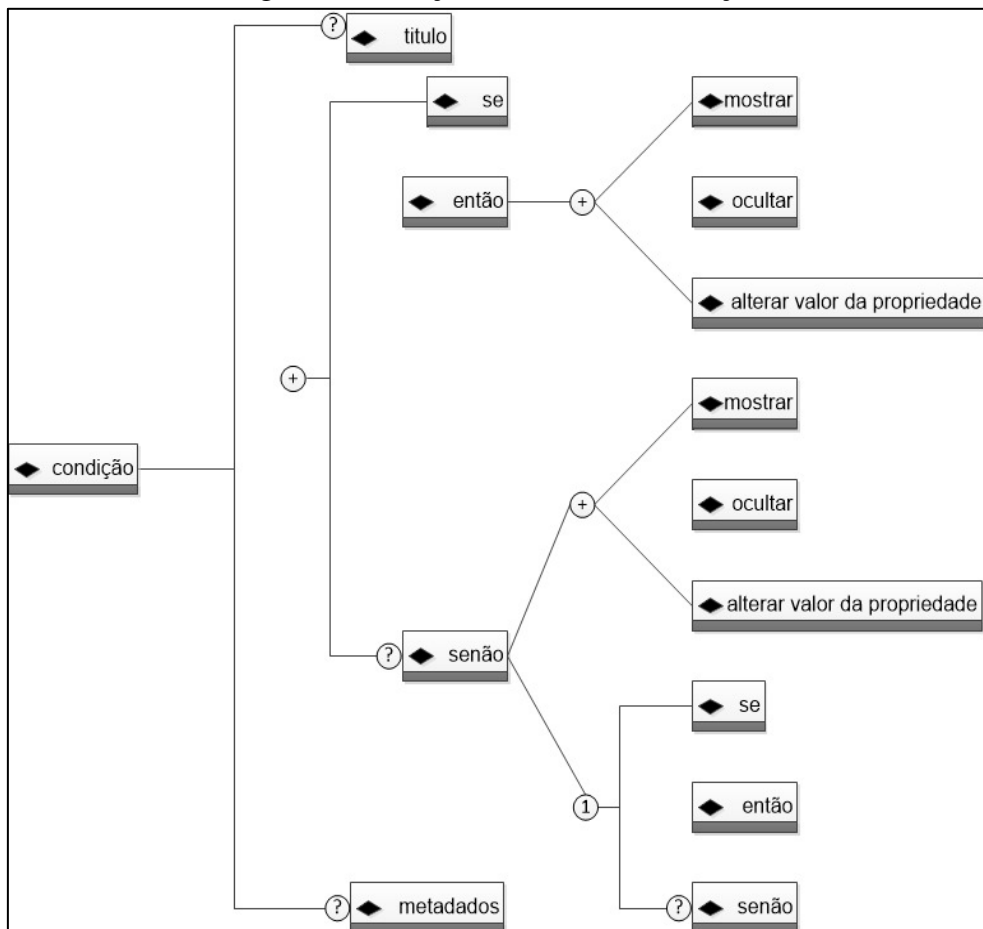 ?
titulo
se
mostrar
então
+
ocultar
alterar valor da propriedade
+
mostrar
condição
+
ocultar
alterar valor da propriedade
?
senão
se
1
então
?
metadados
?
senão